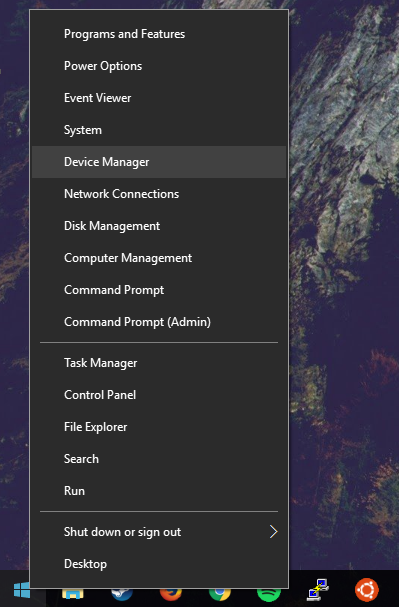 Programs and Features
Power Options
Event Viewer
System
Device Manager
Network Connections
Disk Management
Computer Management
Command Prompt
Command Prompt (Admin)
Task Manager
Control Panel
File Explorer
Search
Run
Shut down or sign out
Desktop